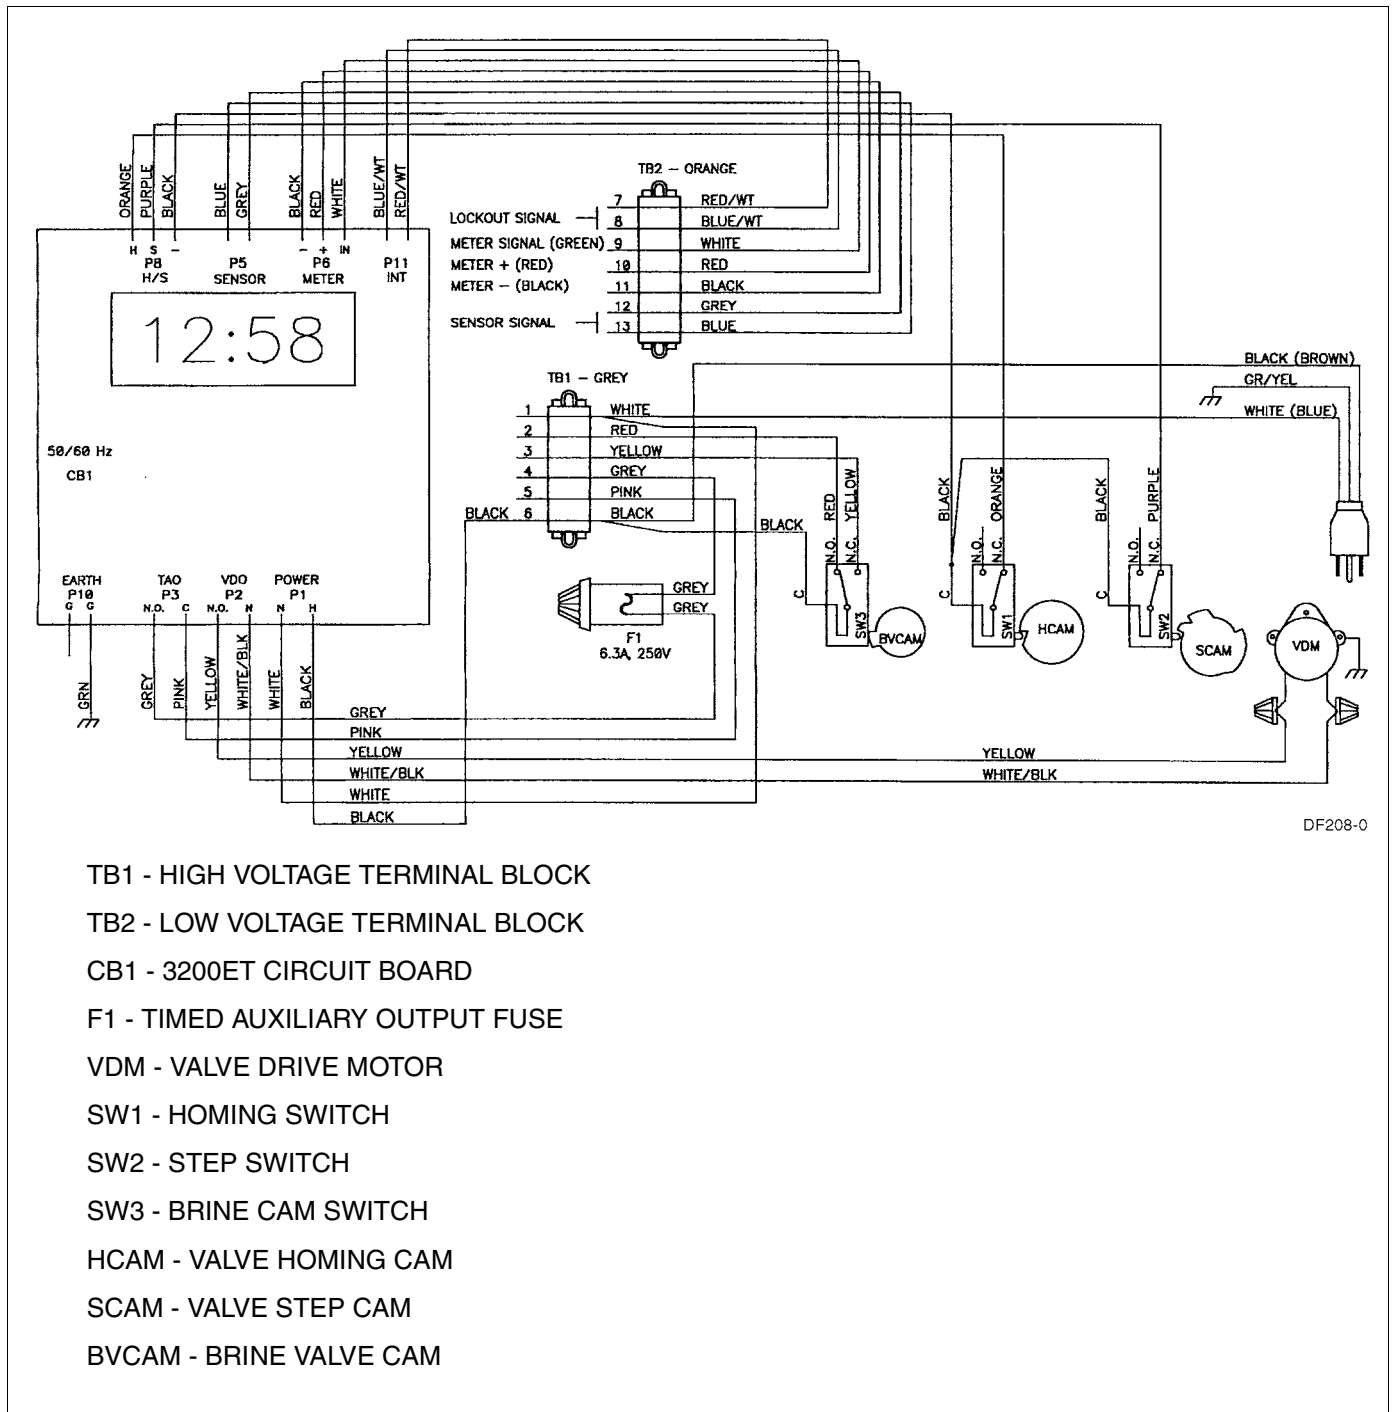 ORANGE
PURPLE
BLACK
BLUE
GREY
BLACK
RED
WHITE
BLUE/WT
RED/WT
H S –
P8
H/S
P5
SENSOR
– + IN
P6
METER
P11
INT
12:58
50/60 Hz
CB1
EARTH
P10
G G
TAO
P3
N.O. C
VDO
P2
N.O. N
POWER
P1
N H
GRN
GREY
PINK
YELLOW
WHITE/BLK
WHITE
BLACK
TB2 – ORANGE
LOCKOUT SIGNAL
7 RED/WT
8 BLUE/WT
METER SIGNAL (GREEN) 9 WHITE
METER + (RED) 10 RED
METER – (BLACK) 11 BLACK
12 GREY
SENSOR SIGNAL
13 BLUE
TB1 – GREY
1 WHITE
2 RED
3 YELLOW
4 GREY
5 PINK
BLACK 6 BLACK
BLACK
GREY
GREY
F1
6.3A, 250V
BLACK (BROWN)
GR/YEL
WHITE (BLUE)
RED
YELLOW
N.O.
N.C.
C
SW3
BVCAM
BLACK
ORANGE
N.O.
N.C.
C
SW1
HCAM
BLACK
PURPLE
N.O.
N.C.
C
SW2
SCAM
VDM
GREY
PINK
YELLOW
YELLOW
WHITE/BLK
WHITE/BLK
WHITE
BLACK
DF208-0
TB1 - HIGH VOLTAGE TERMINAL BLOCK
TB2 - LOW VOLTAGE TERMINAL BLOCK
CB1 - 3200ET CIRCUIT BOARD
F1 - TIMED AUXILIARY OUTPUT FUSE
VDM - VALVE DRIVE MOTOR
SW1 - HOMING SWITCH
SW2 - STEP SWITCH
SW3 - BRINE CAM SWITCH
HCAM - VALVE HOMING CAM
SCAM - VALVE STEP CAM
BVCAM - BRINE VALVE CAM